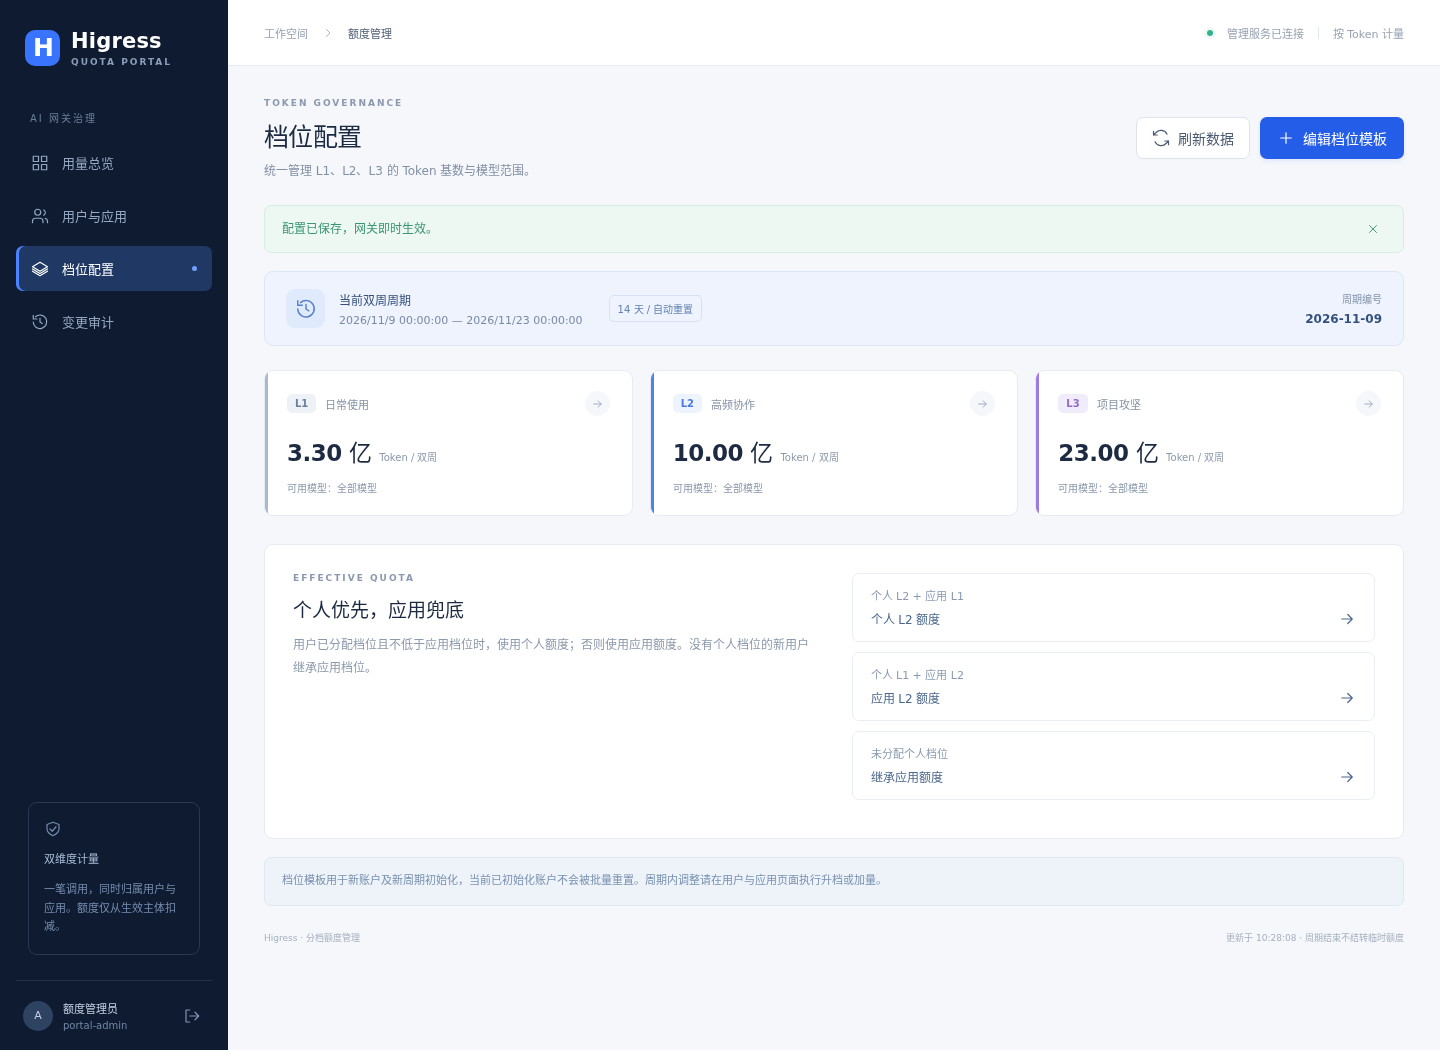 H
Higress
QUOTA PORTAL
AI 网关治理
用量总览
用户与应用
档位配置
变更审计
双维度计量
一笔调用，同时归属用户与
应用。额度仅从生效主体扣
减。
A
额度管理员
portal-admin
工作空间
额度管理
管理服务已连接
按 Token 计量
TOKEN GOVERNANCE
档位配置
统一管理 L1、L2、L3 的 Token 基数与模型范围。
刷新数据
编辑档位模板
配置已保存，网关即时生效。
当前双周周期
2026/11/9 00:00:00 — 2026/11/23 00:00:00
14 天 / 自动重置
周期编号
2026-11-09
L1 日常使用
3.30 亿 Token / 双周
可用模型：全部模型
L2 高频协作
10.00 亿 Token / 双周
可用模型：全部模型
L3 项目攻坚
23.00 亿 Token / 双周
可用模型：全部模型
EFFECTIVE QUOTA
个人优先，应用兜底
用户已分配档位且不低于应用档位时，使用个人额度；否则使用应用额度。没有个人档位的新用户
继承应用档位。
个人 L2 + 应用 L1
个人 L2 额度
个人 L1 + 应用 L2
应用 L2 额度
未分配个人档位
继承应用额度
档位模板用于新账户及新周期初始化，当前已初始化账户不会被批量重置。周期内调整请在用户与应用页面执行升档或加量。
Higress · 分档额度管理
更新于 10:28:08 · 周期结束不结转临时额度